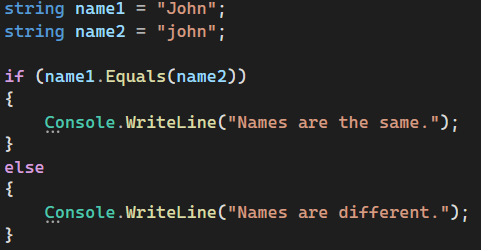 string name1 = "John";
string name2 = "john";

if (name1.Equals(name2))
{
    Console.WriteLine("Names are the same.");
}
else
{
    Console.WriteLine("Names are different.");
}